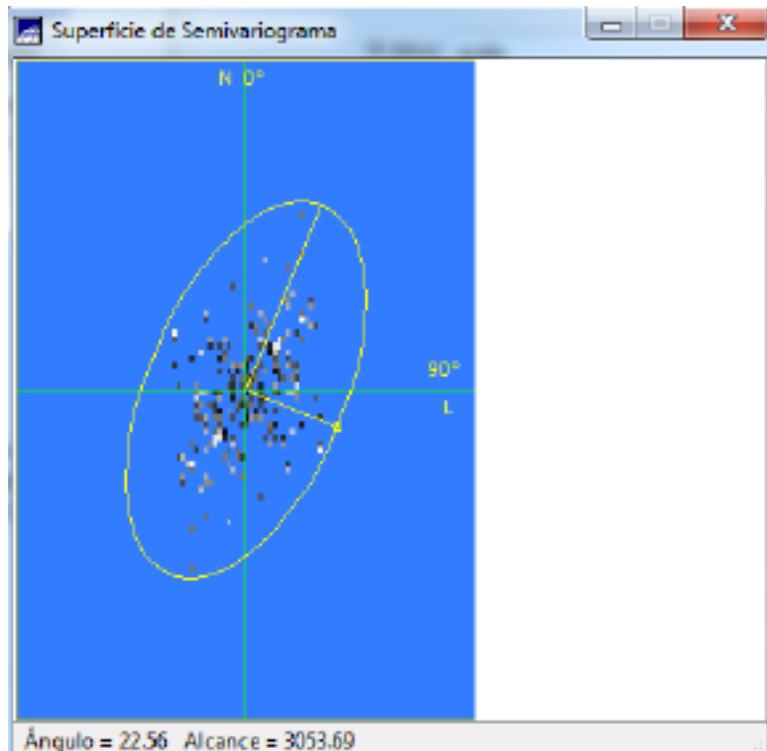 Superfície de Semivariograma
N 0°
90°
L
Ângulo = 22.56 Alcance = 3053.69